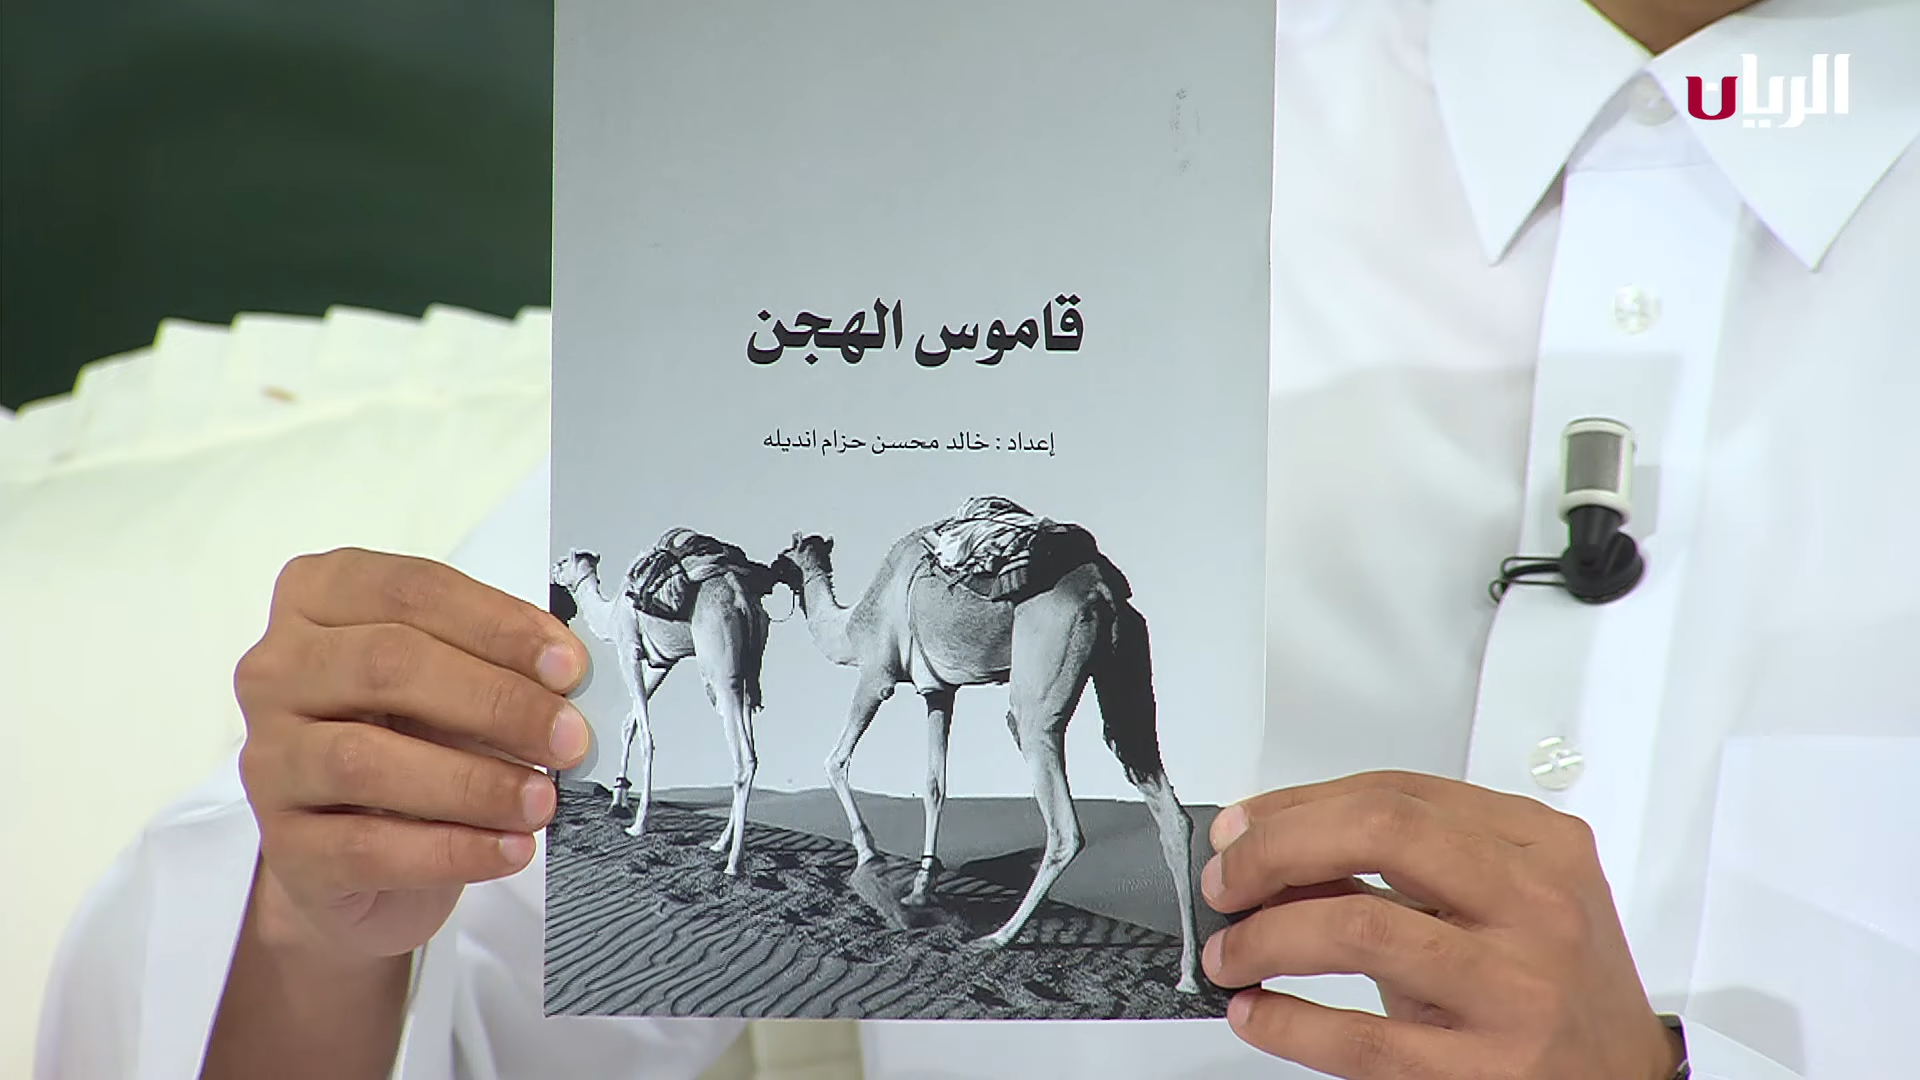 الريان
قاموس الهجن
إعداد : خالد محسن حزام انديله